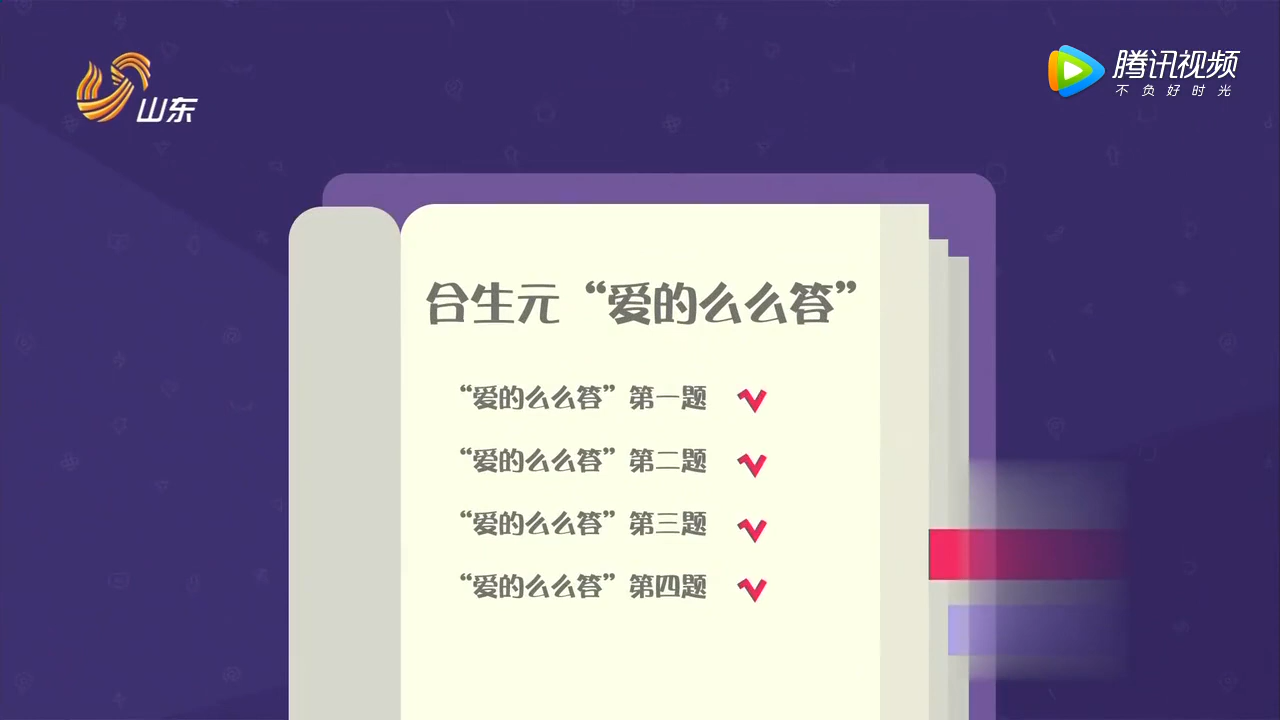 山东
腾讯视频
不负好时光
合生元“爱的么么答”
“爱的么么答”第一题
“爱的么么答”第二题
“爱的么么答”第三题
“爱的么么答”第四题